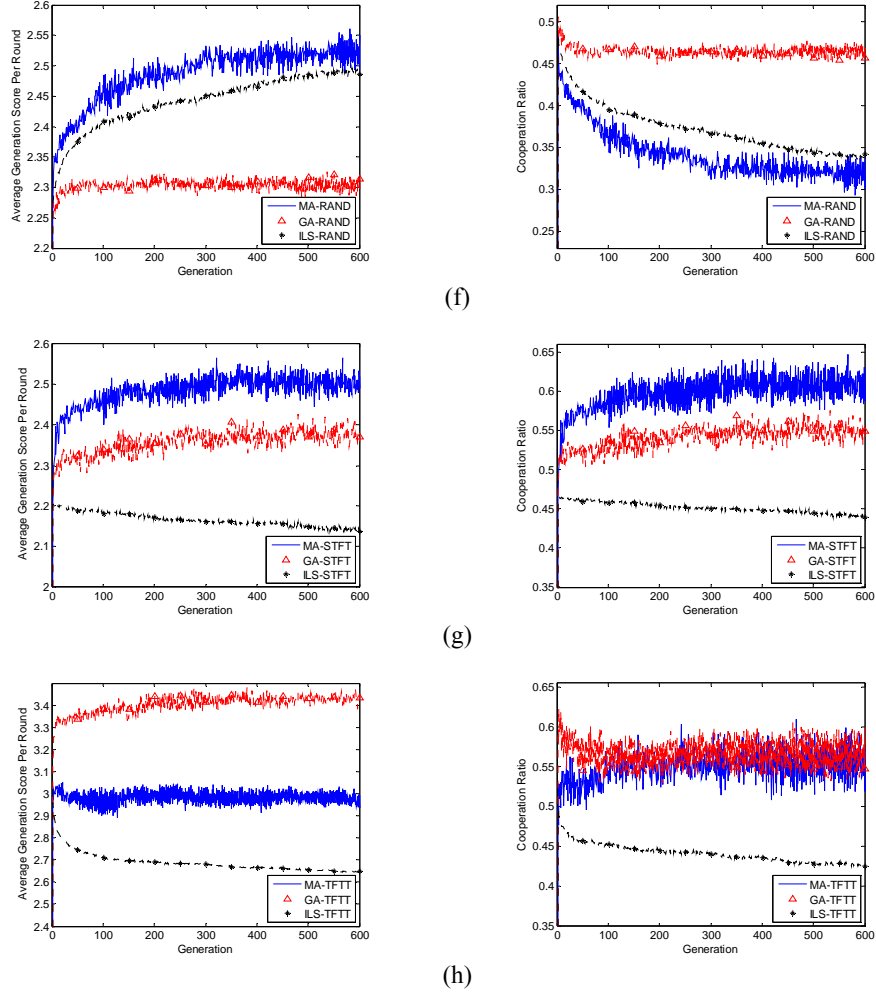 2.6
2.55
2.5
2.45
2.4
2.35
2.3
2.25
2.2
Average Generation Score Per Round
0 100 200 300 400 500 600
Generation
MA-RAND
GA-RAND
ILS-RAND
0.5
0.45
0.4
0.35
0.3
0.25
Cooperation Ratio
0 100 200 300 400 500 600
Generation
MA-RAND
GA-RAND
ILS-RAND
(f)
2.6
2.5
2.4
2.3
2.2
2.1
2
Average Generation Score Per Round
0 100 200 300 400 500 600
Generation
MA-STFT
GA-STFT
ILS-STFT
0.65
0.6
0.55
0.5
0.45
0.4
0.35
Cooperation Ratio
0 100 200 300 400 500 600
Generation
MA-STFT
GA-STFT
ILS-STFT
(g)
3.4
3.3
3.2
3.1
3
2.9
2.8
2.7
2.6
2.5
2.4
Average Generation Score Per Round
0 100 200 300 400 500 600
Generation
MA-TFTT
GA-TFTT
ILS-TFTT
0.65
0.6
0.55
0.5
0.45
0.4
0.35
Cooperation Ratio
0 100 200 300 400 500 600
Generation
MA-TFTT
GA-TFTT
ILS-TFTT
(h)